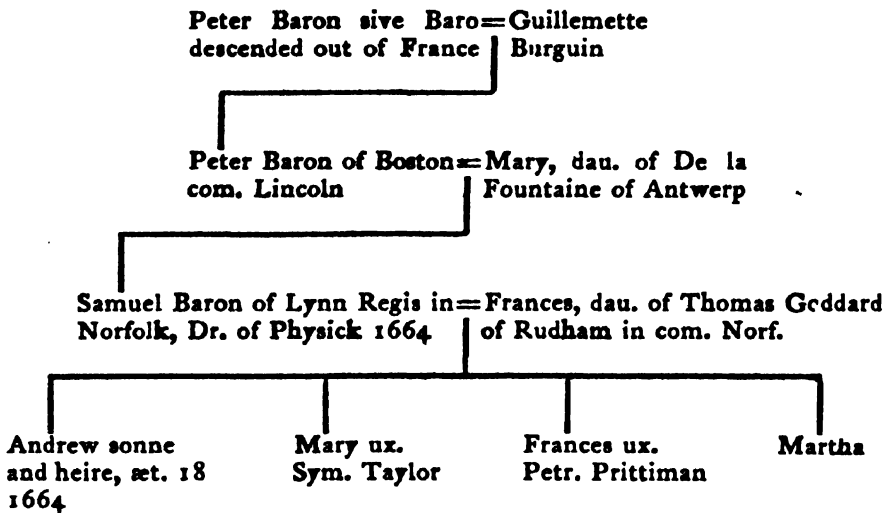 Peter Baron sive Baro=Guillemette
descended out of France Burguin
Peter Baron of Boston=Mary, dau. of De la
com. Lincoln Fountaine of Antwerp
Samuel Baron of Lynn Regis in=Frances, dau. of Thomas Goddard
Norfolk, Dr. of Physick 1664 of Rudham in com. Norf.
Andrew sonne Mary ux. Frances ux. Martha
and heire, æt. 18 Sym. Taylor Petr. Prittiman
1664